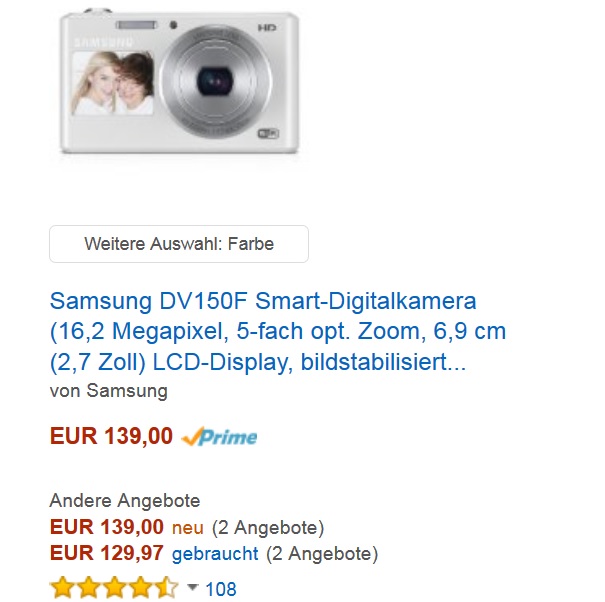 SAMSUNG
HD
Weitere Auswahl: Farbe
Samsung DV150F Smart-Digitalkamera
(16,2 Megapixel, 5-fach opt. Zoom, 6,9 cm
(2,7 Zoll) LCD-Display, bildstabilisiert...
von Samsung
EUR 139,00 Prime
Andere Angebote
EUR 139,00 neu (2 Angebote)
EUR 129,97 gebraucht (2 Angebote)
108